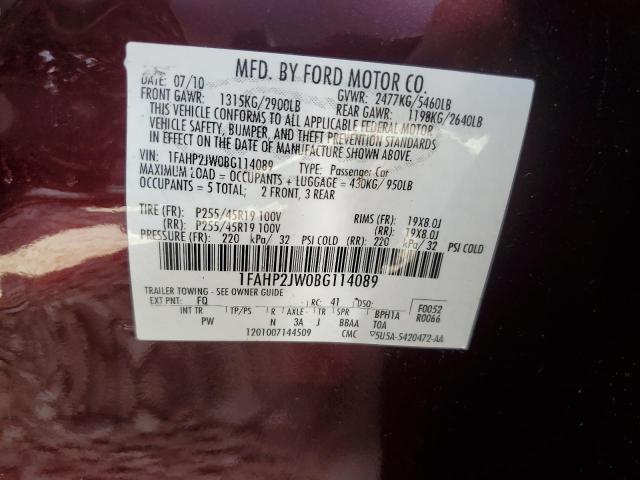 MFD. BY FORD MOTOR CO.
DATE: 07/10 GVWR: 2477KG/5460LB
FRONT GAWR: 1315KG/2900LB REAR GAWR: 1198KG/2640LB
THIS VEHICLE CONFORMS TO ALL APPLICABLE FEDERAL MOTOR
VEHICLE SAFETY, BUMPER, AND THEFT PREVENTION STANDARDS
IN EFFECT ON THE DATE OF MANUFACTURE SHOWN ABOVE.
VIN: 1FAHP2JW0BG114089 TYPE: Passenger Car
MAXIMUM LOAD = OCCUPANTS + LUGGAGE = 430KG/950LB
OCCUPANTS = 5 TOTAL: 2 FRONT, 3 REAR
TIRE (FR): P255/45R19 100V RIMS (FR): 19X8.0J
(RR): P255/45R19 100V (RR): 19X8.0J
PRESSURE (FR): 220 kPa/32 PSI COLD (RR): 220 kPa/32 PSI COLD
1FAHP2JW0BG114089
TRAILER TOWING - SEE OWNER GUIDE
EXT PNT: FQ RC: 41 DSO: F0052
INT TR TP/PS R AXLE TR SPR BPH1A R0066
PW N 3A J BBAA TOA
1201007144509 CMC 5U5A-5420472-AA